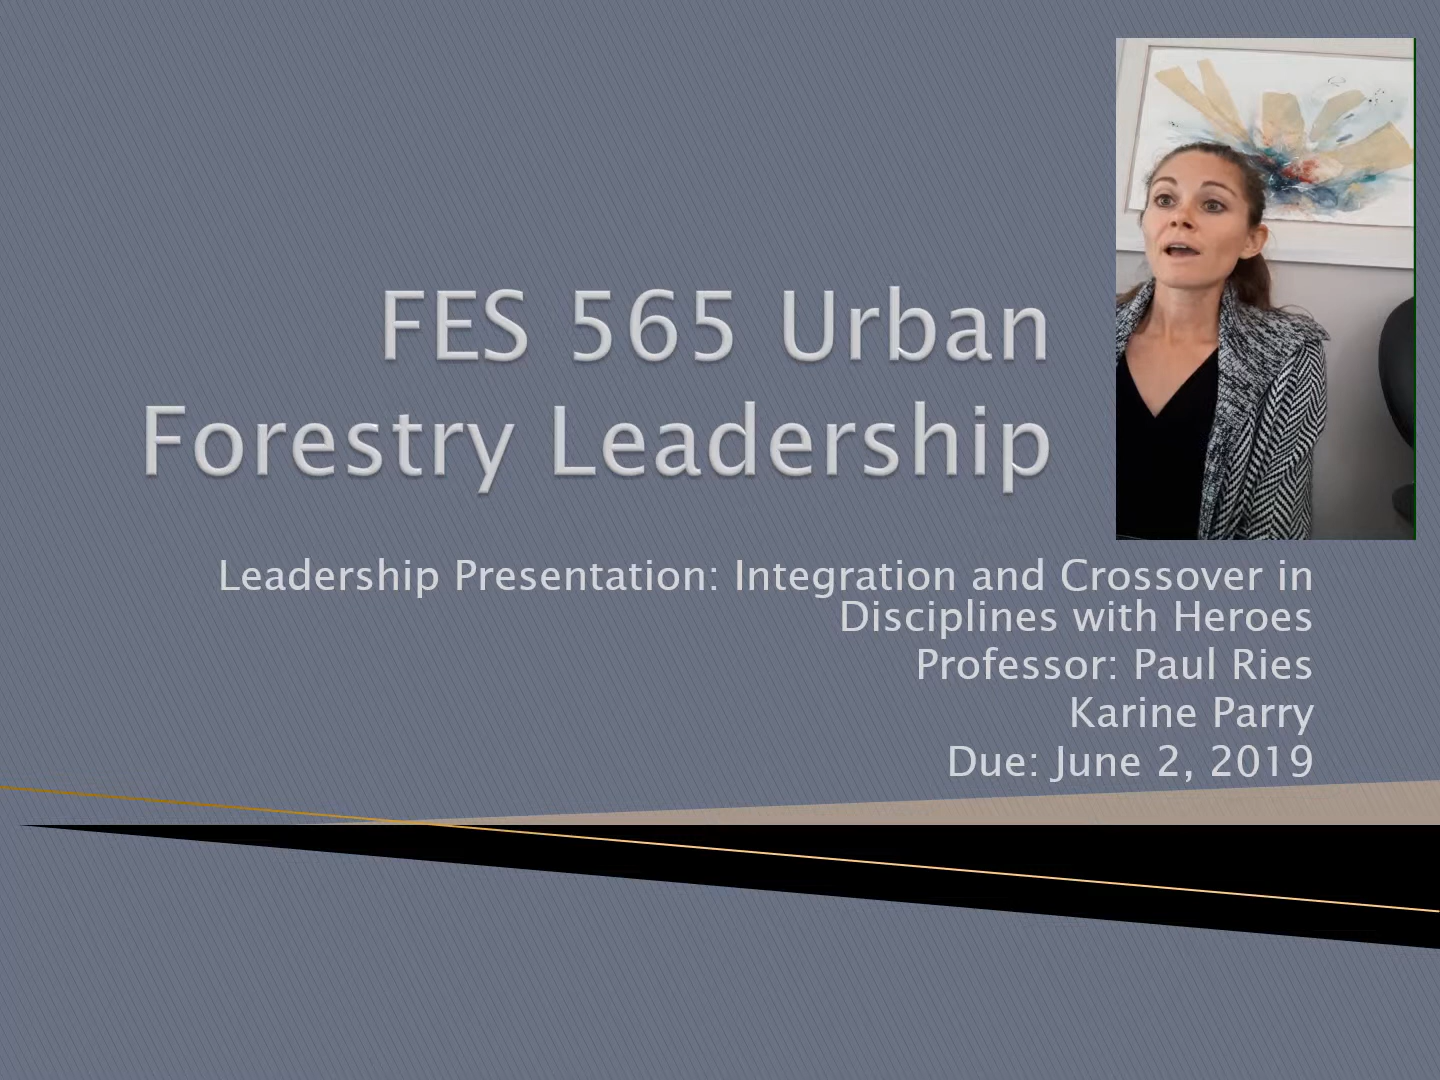 FES 565 Urban
Forestry Leadership
Leadership Presentation: Integration and Crossover in
Disciplines with Heroes
Professor: Paul Ries
Karine Parry
Due: June 2, 2019